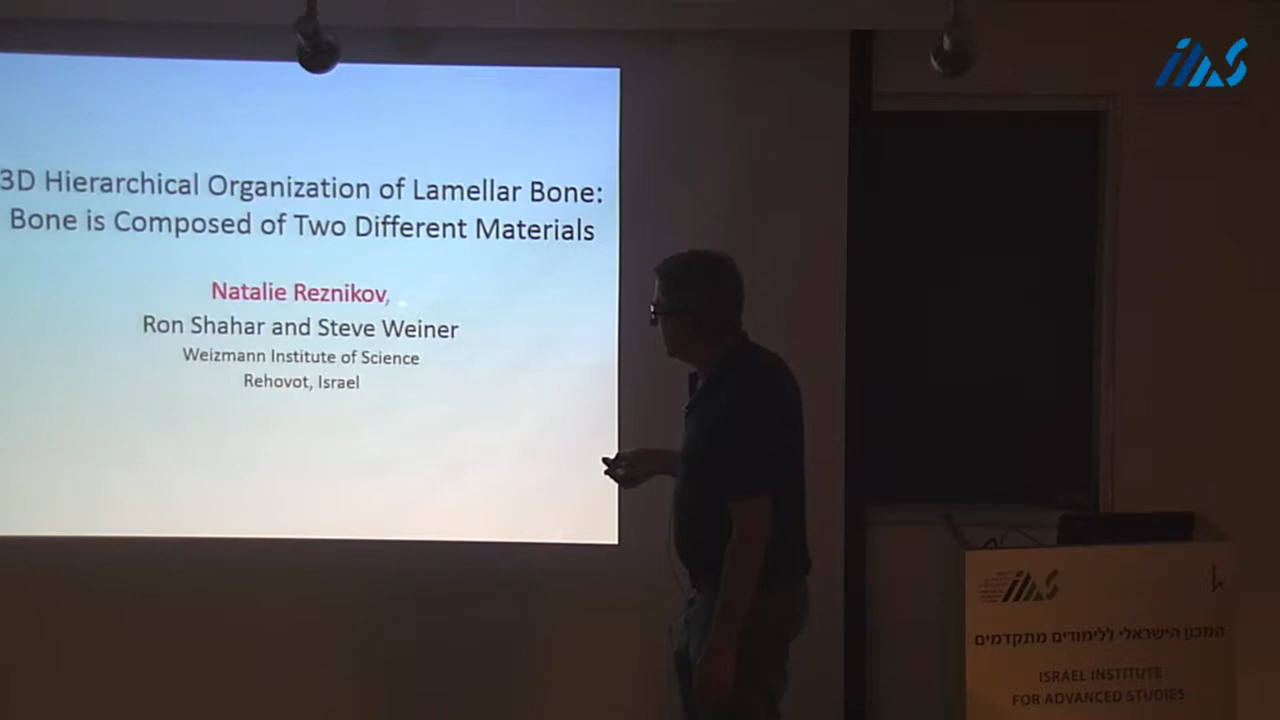 3D Hierarchical Organization of Lamellar Bone:
Bone is Composed of Two Different Materials
Natalie Reznikov,
Ron Shahar and Steve Weiner
Weizmann Institute of Science
Rehovot, Israel
IIAS
IIAS
המכון הישראלי ללימודים מתקדמים
ISRAEL INSTITUTE
FOR ADVANCED STUDIES